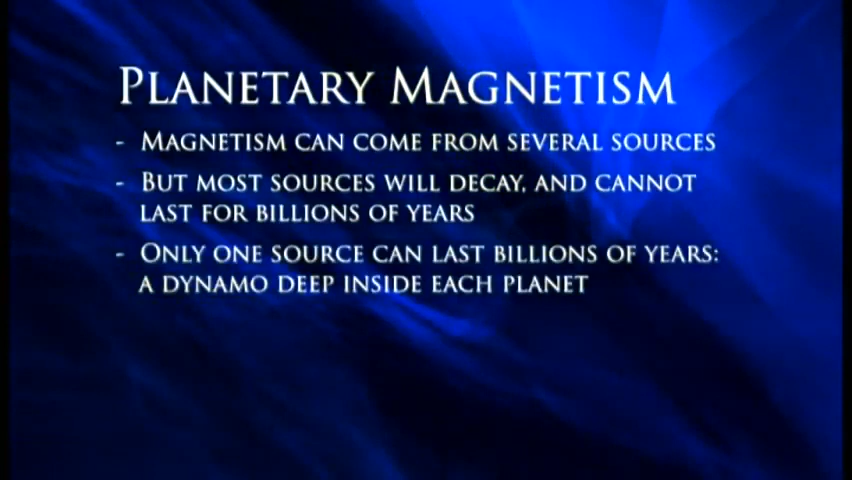 Planetary Magnetism
- Magnetism can come from several sources
- But most sources will decay, and cannot
last for billions of years
- Only one source can last billions of years:
a dynamo deep inside each planet